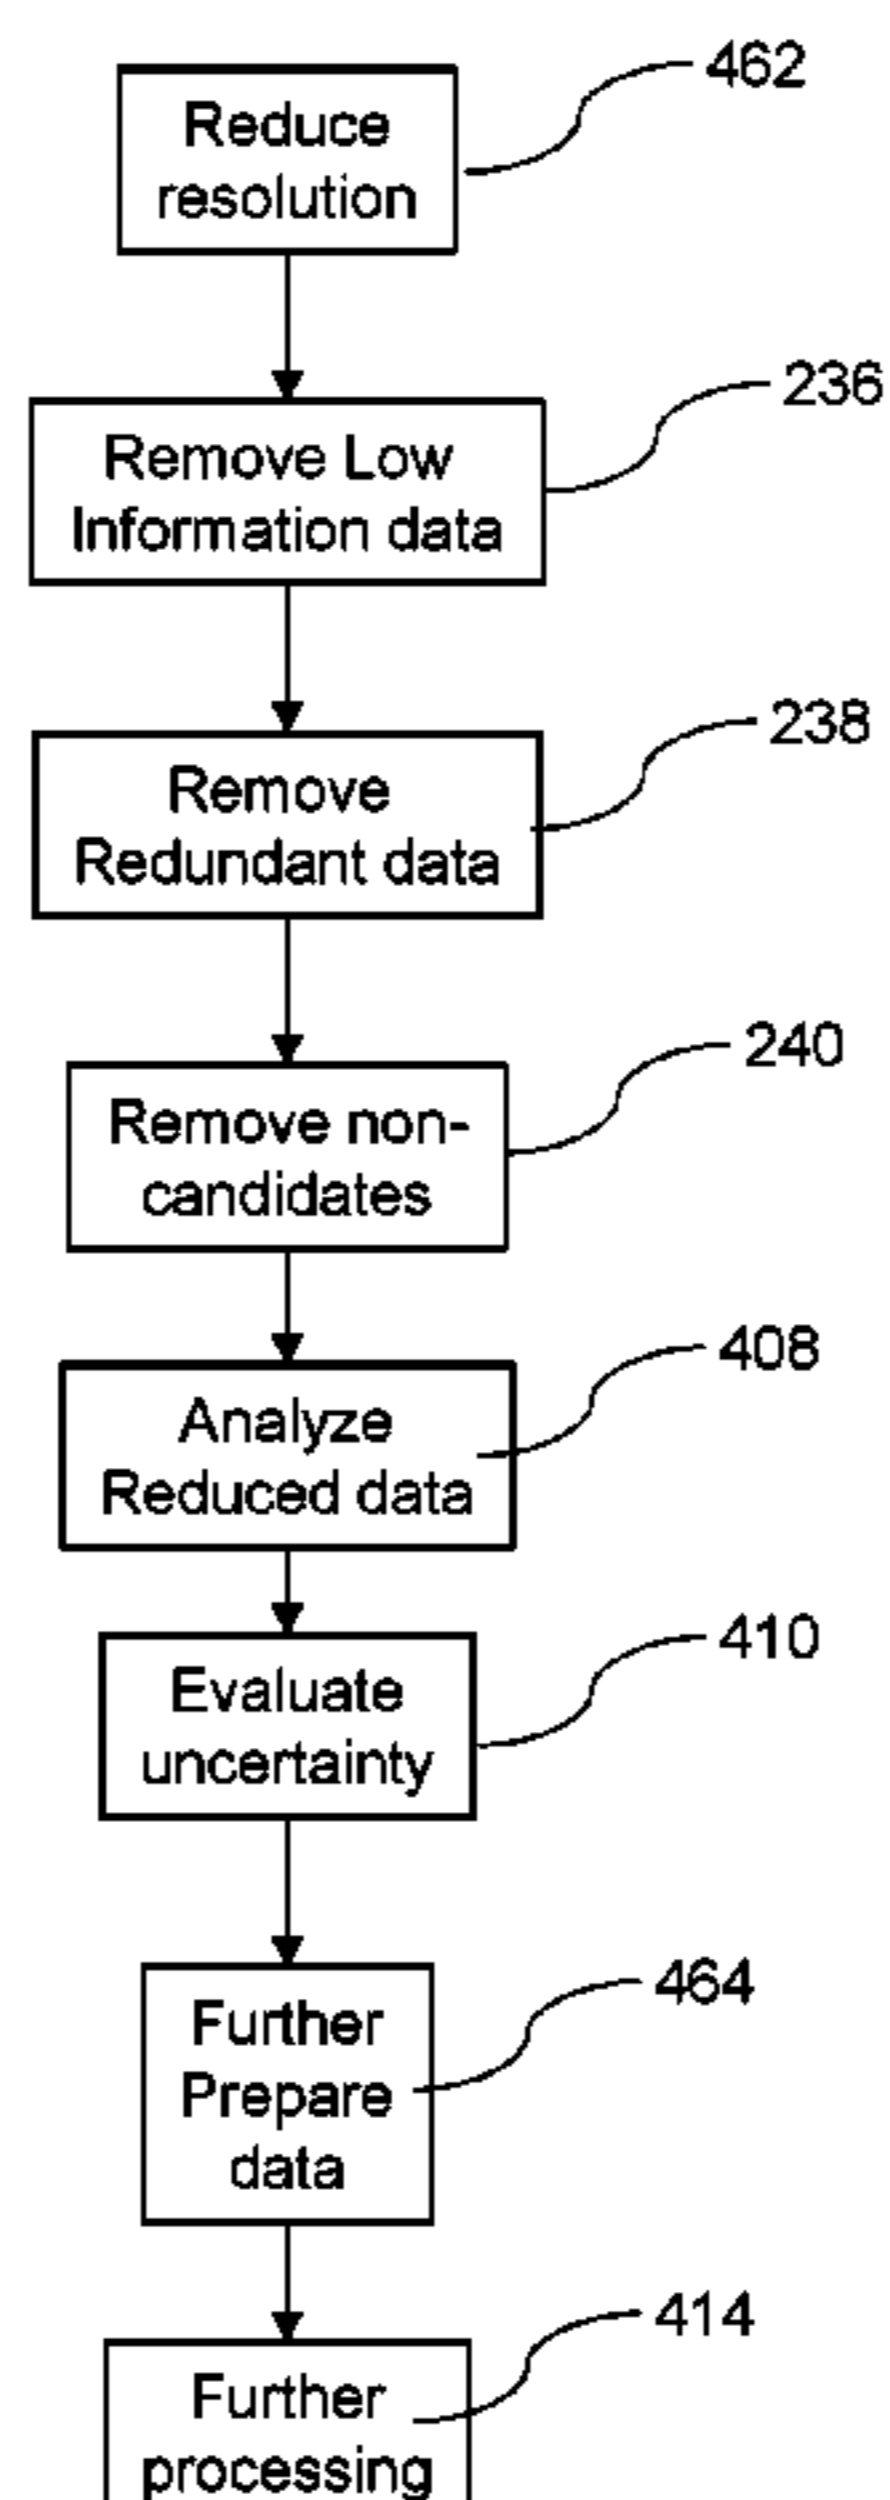 462
Reduce
resolution
236
Remove Low
Information data
238
Remove
Redundant data
240
Remove non-
candidates
408
Analyze
Reduced data
410
Evaluate
uncertainty
464
Further
Prepare
data
414
Further
processing